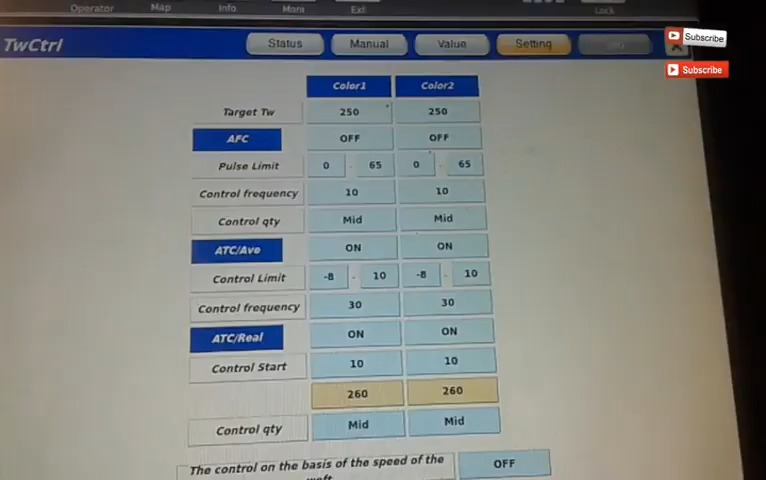 Operator Map Info Moni Ext Lock
TwCtrl Status Manual Value Setting
Subscribe
Subscribe
Color1 Color2
Target Tw 250 250
AFC OFF OFF
Pulse Limit 0 - 65 0 - 65
Control frequency 10 10
Control qty Mid Mid
ATC/Ave ON ON
Control Limit -8 - 10 -8 - 10
Control frequency 30 30
ATC/Real ON ON
Control Start 10 10
260 260
Control qty Mid Mid
The control on the basis of the speed of the OFF
weft